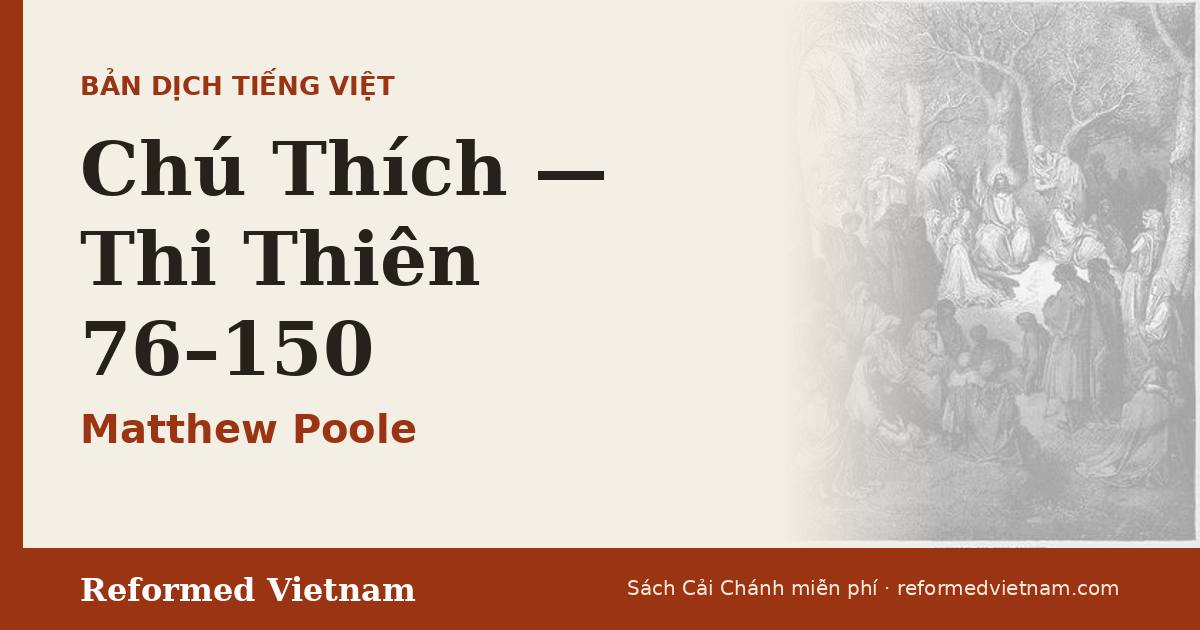 BẢN DỊCH TIẾNG VIỆT
Chú Thích —
Thi Thiên
76–150
Matthew Poole
Reformed Vietnam
Sách Cải Chánh miễn phí · reformedvietnam.com